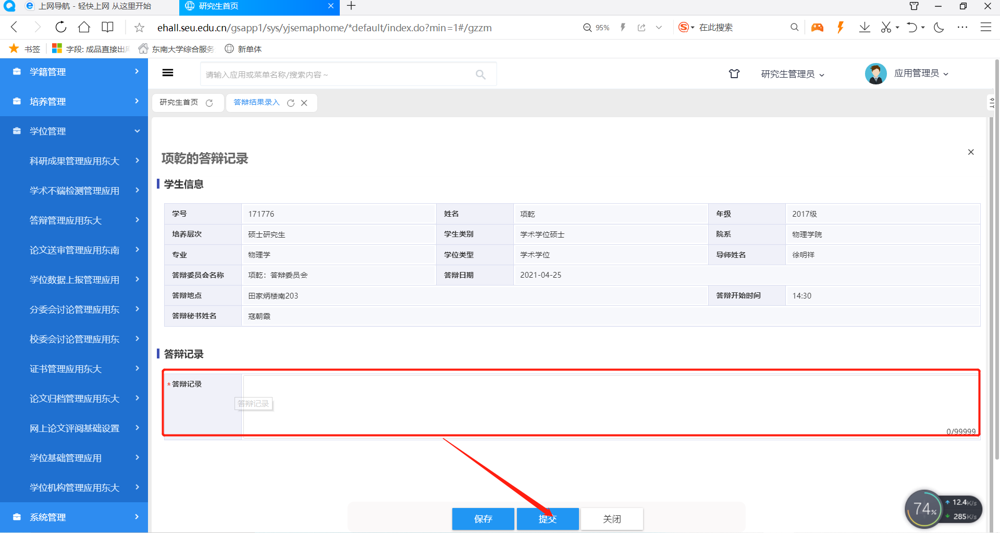 上网导航 - 轻快上网 从这里开始
研究生首页
ehall.seu.edu.cn/gsapp1/sys/yjsemaphome/*default/index.do?min=1#/gzzm
95%
在此搜索
书签
字段: 成品直接出
东南大学综合服务
新单体
学籍管理
培养管理
学位管理
科研成果管理应用东大
学术不端检测管理应用
答辩管理应用东大
论文送审管理应用东南
学位数据上报管理应用
分委会讨论管理应用东
校委会讨论管理应用东
证书管理应用东大
论文归档管理应用东大
网上论文评阅基础设置
学位基础管理应用
学位机构管理应用东大
系统管理
请输入应用或菜单名称/搜索内容 ~
研究生管理员
应用管理员
研究生首页
答辩结果录入
项乾的答辩记录
学生信息
学号 171776 姓名 项乾 年级 2017级
培养层次 硕士研究生 学生类别 学术学位硕士 院系 物理学院
专业 物理学 学位类型 学术学位 导师姓名 徐明祥
答辩委员会名称 项乾：答辩委员会 答辩日期 2021-04-25
答辩地点 田家炳楼南203 答辩开始时间 14:30
答辩秘书姓名 寇朝霞
答辩记录
*答辩记录
答辩记录
0/99999
保存
提交
关闭
74%
12.4K/s
285K/s